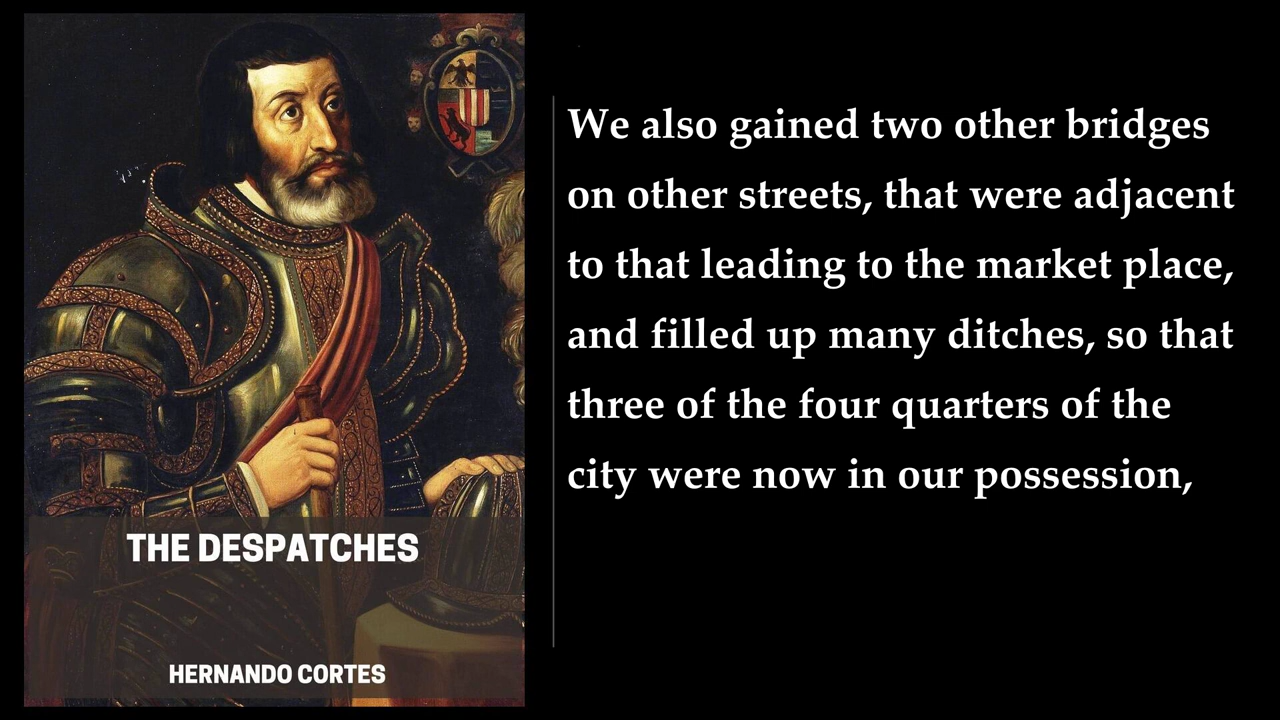 THE DESPATCHES
HERNANDO CORTES
We also gained two other bridges
on other streets, that were adjacent
to that leading to the market place,
and filled up many ditches, so that
three of the four quarters of the
city were now in our possession,